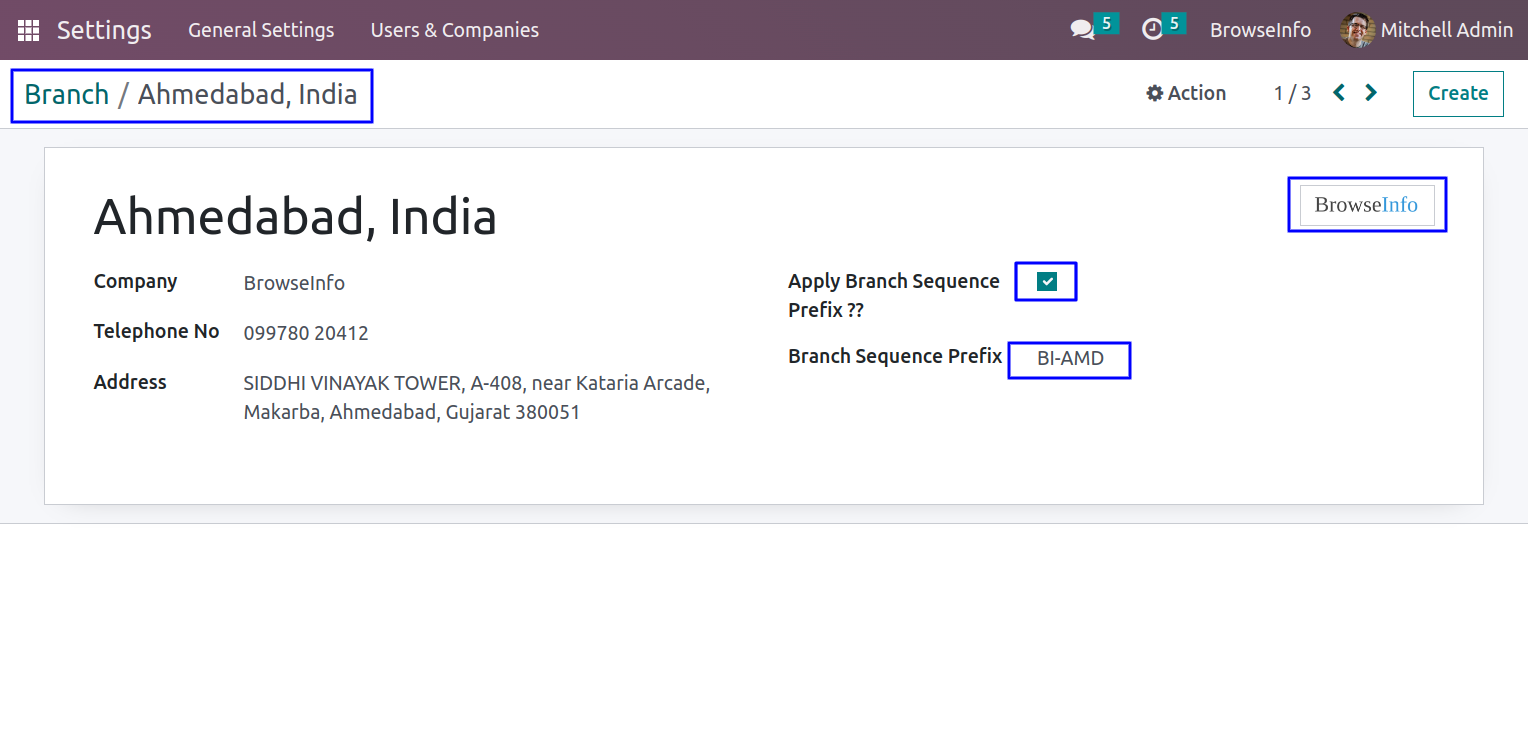 Settings General Settings Users & Companies 5 5 BrowseInfo Mitchell Admin
Branch / Ahmedabad, India Action 1 / 3 Create
Ahmedabad, India BrowseInfo
Company BrowseInfo Apply Branch Sequence
Prefix ??
Telephone No 099780 20412
Branch Sequence Prefix BI-AMD
Address SIDDHI VINAYAK TOWER, A-408, near Kataria Arcade,
Makarba, Ahmedabad, Gujarat 380051